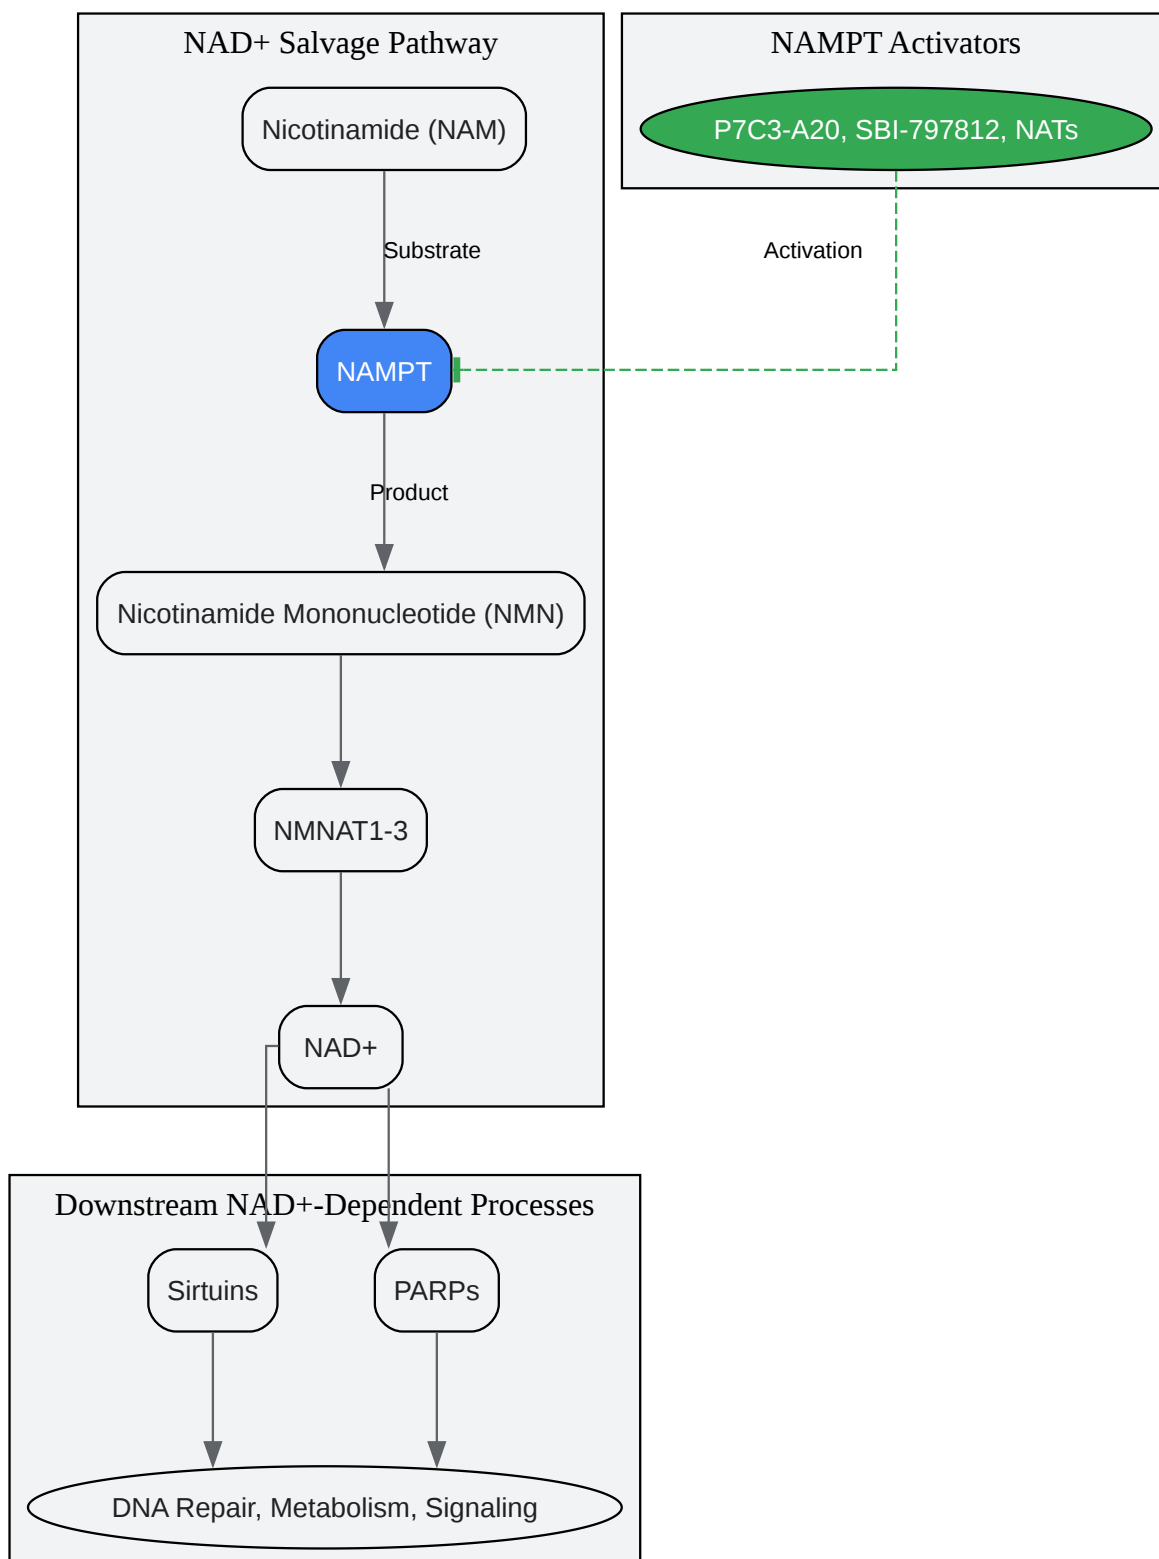 NAD+ Salvage Pathway
NAMPT Activators
Nicotinamide (NAM)
P7C3-A20, SBI-797812, NATs
Substrate
Activation
NAMPT
Product
Nicotinamide Mononucleotide (NMN)
NMNAT1-3
NAD+
Downstream NAD+-Dependent Processes
Sirtuins
PARPs
DNA Repair, Metabolism, Signaling